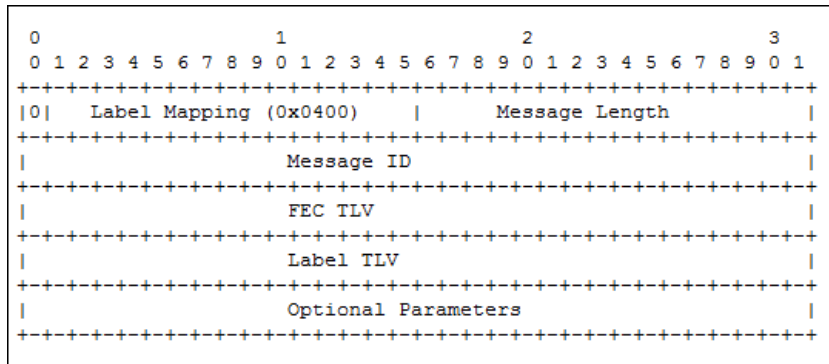 0                   1                   2                   3
 0 1 2 3 4 5 6 7 8 9 0 1 2 3 4 5 6 7 8 9 0 1 2 3 4 5 6 7 8 9 0 1
+-+-+-+-+-+-+-+-+-+-+-+-+-+-+-+-+-+-+-+-+-+-+-+-+-+-+-+-+-+-+-+-+
|0|   Label Mapping (0x0400)    |      Message Length           |
+-+-+-+-+-+-+-+-+-+-+-+-+-+-+-+-+-+-+-+-+-+-+-+-+-+-+-+-+-+-+-+-+
|                     Message ID                                |
+-+-+-+-+-+-+-+-+-+-+-+-+-+-+-+-+-+-+-+-+-+-+-+-+-+-+-+-+-+-+-+-+
|                     FEC TLV                                   |
+-+-+-+-+-+-+-+-+-+-+-+-+-+-+-+-+-+-+-+-+-+-+-+-+-+-+-+-+-+-+-+-+
|                     Label TLV                                 |
+-+-+-+-+-+-+-+-+-+-+-+-+-+-+-+-+-+-+-+-+-+-+-+-+-+-+-+-+-+-+-+-+
|                     Optional Parameters                       |
+-+-+-+-+-+-+-+-+-+-+-+-+-+-+-+-+-+-+-+-+-+-+-+-+-+-+-+-+-+-+-+-+